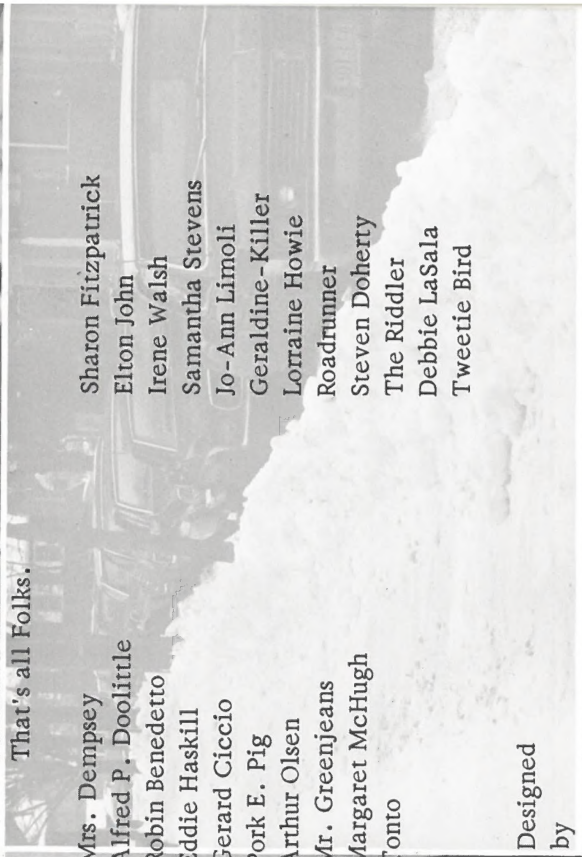 That's all Folks.
Mrs. Dempsey
Alfred P. Doolittle
Robin Benedetto
Eddie Haskill
Gerard Ciccio
Pork E. Pig
Arthur Olsen
Mr. Greenjeans
Margaret McHugh
Tonto
Sharon Fitzpatrick
Elton John
Irene Walsh
Samantha Stevens
Jo-Ann Limoli
Geraldine-Killer
Lorraine Howie
Roadrunner
Steven Doherty
The Riddler
Debbie LaSala
Tweetie Bird
Designed
by